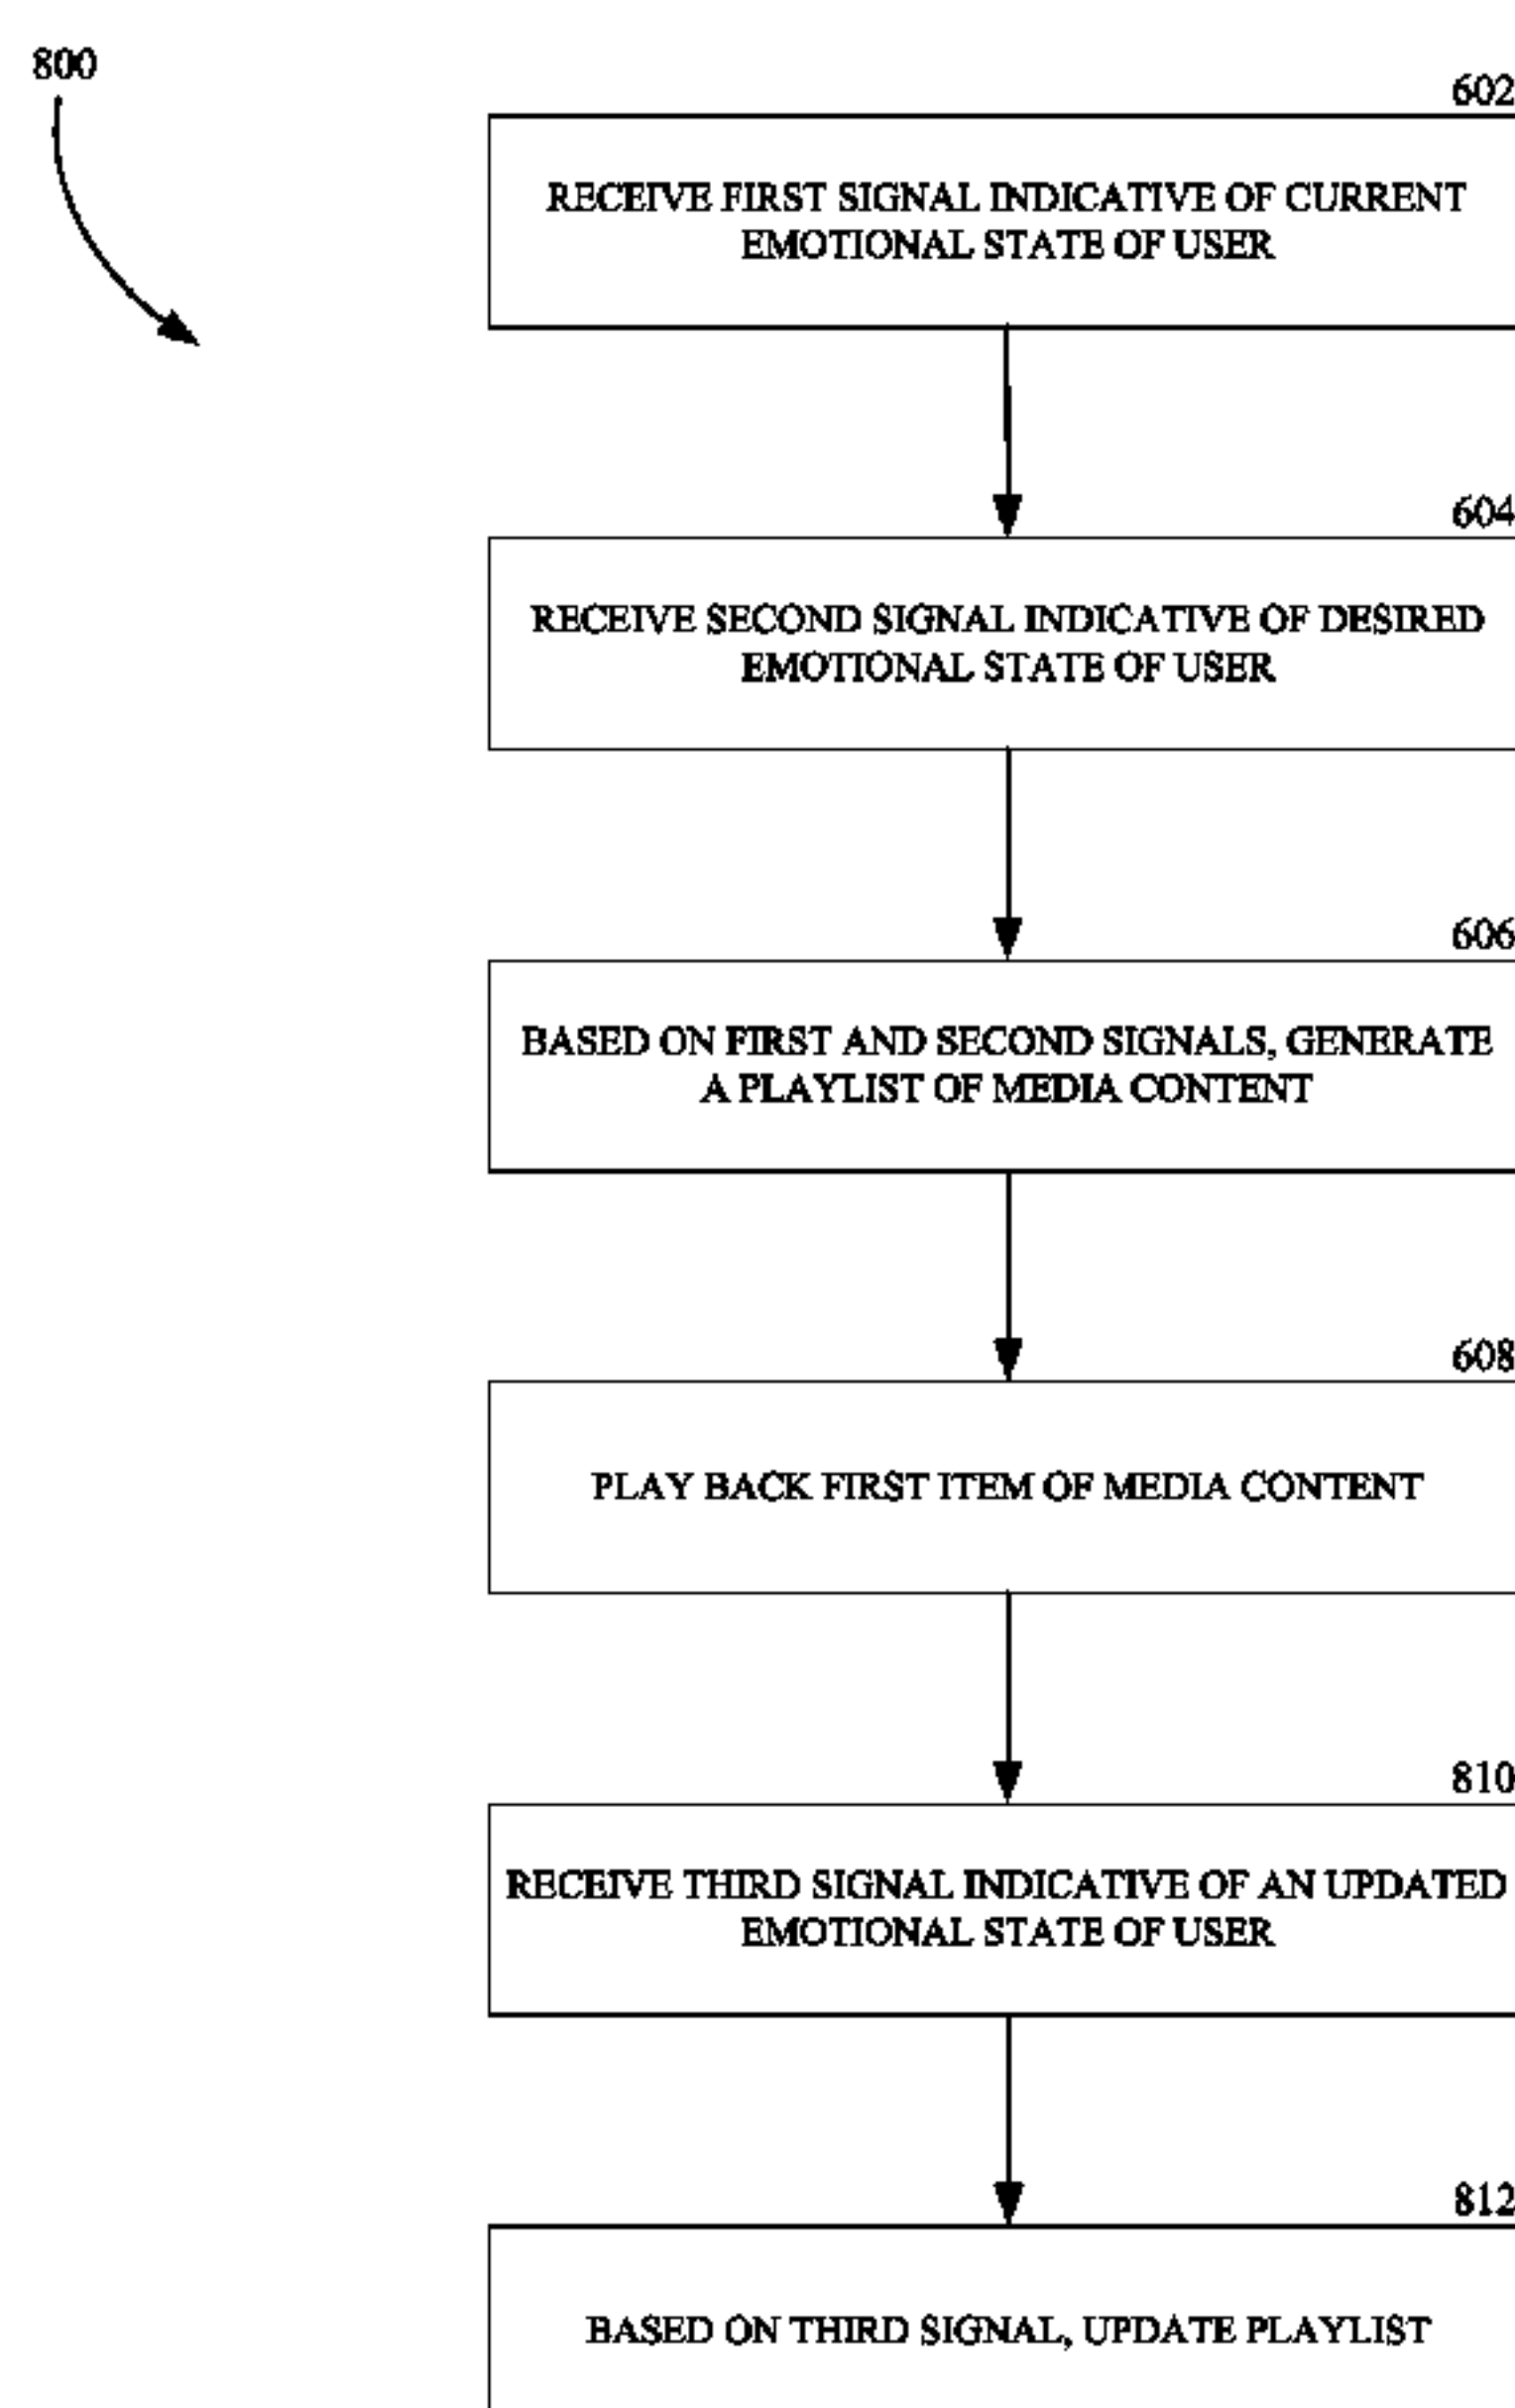 800
602
RECEIVE FIRST SIGNAL INDICATIVE OF CURRENT
EMOTIONAL STATE OF USER
604
RECEIVE SECOND SIGNAL INDICATIVE OF DESIRED
EMOTIONAL STATE OF USER
606
BASED ON FIRST AND SECOND SIGNALS, GENERATE
A PLAYLIST OF MEDIA CONTENT
608
PLAY BACK FIRST ITEM OF MEDIA CONTENT
810
RECEIVE THIRD SIGNAL INDICATIVE OF AN UPDATED
EMOTIONAL STATE OF USER
812
BASED ON THIRD SIGNAL, UPDATE PLAYLIST